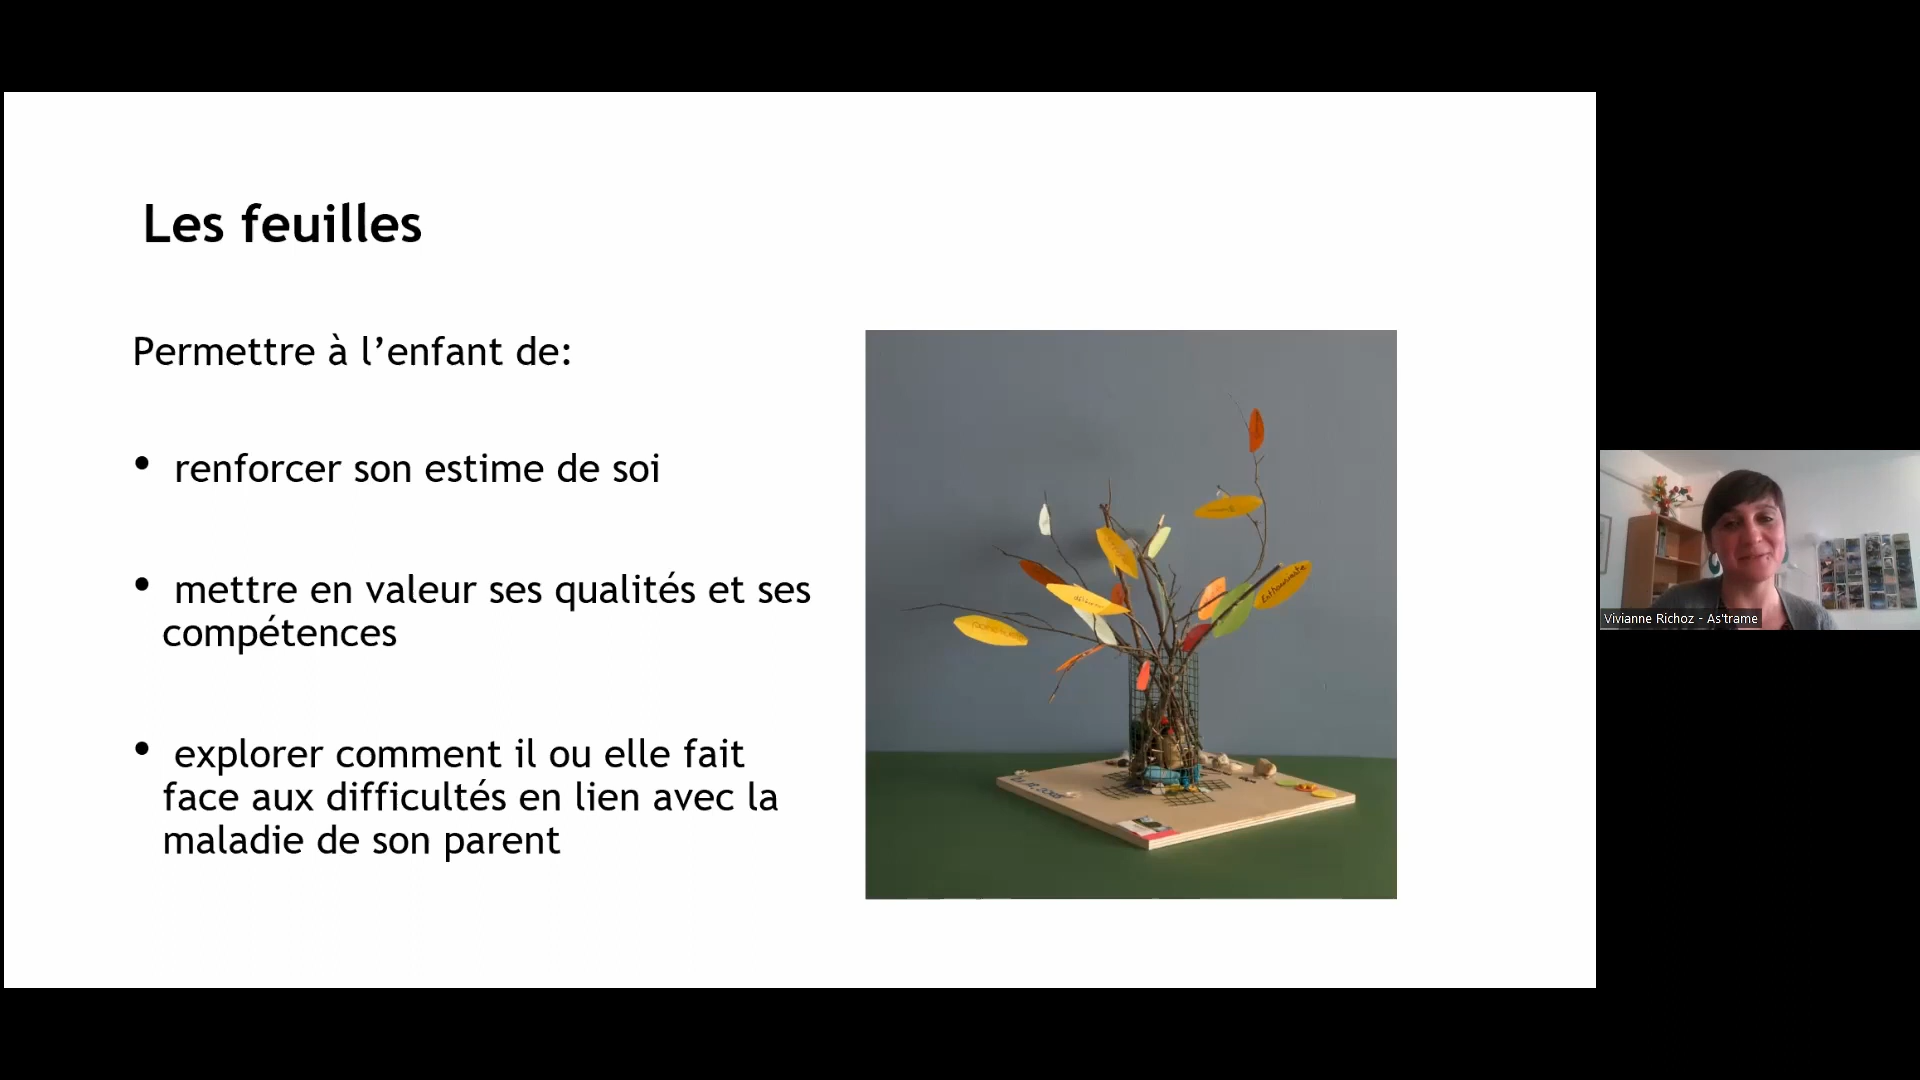 Les feuilles
Permettre à l’enfant de:
• renforcer son estime de soi
• mettre en valeur ses qualités et ses
compétences
• explorer comment il ou elle fait
face aux difficultés en lien avec la
maladie de son parent
Vivianne Richoz - As'trame